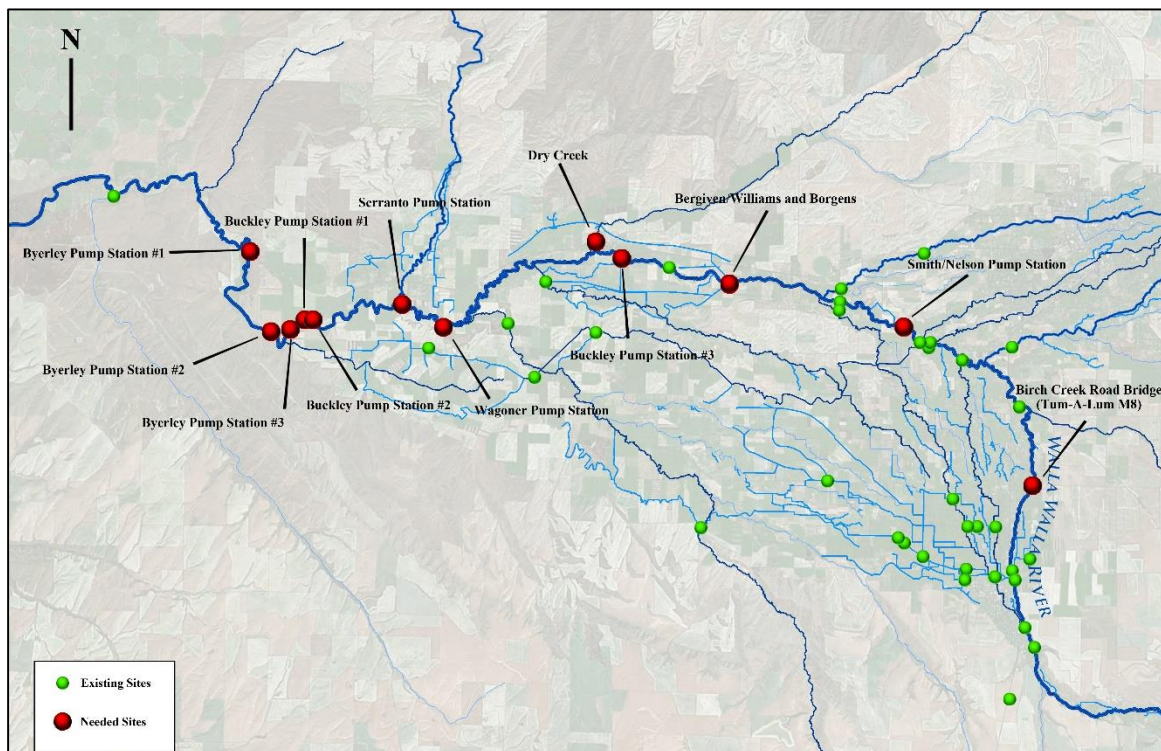 N
Dry Creek
Serranto Pump Station
Bergiven/Williams and Borgens
Buckley Pump Station #1
Byerley Pump Station #1
Smith/Nelson Pump Station
Buckley Pump Station #3
Byerley Pump Station #2
Buckley Pump Station #2
Wagoner Pump Station
Byerley Pump Station #3
Birch Creek Road Bridge
(Tum-A-Lum M8)
WALLA WALLA RIVER
Existing Sites
Needed Sites